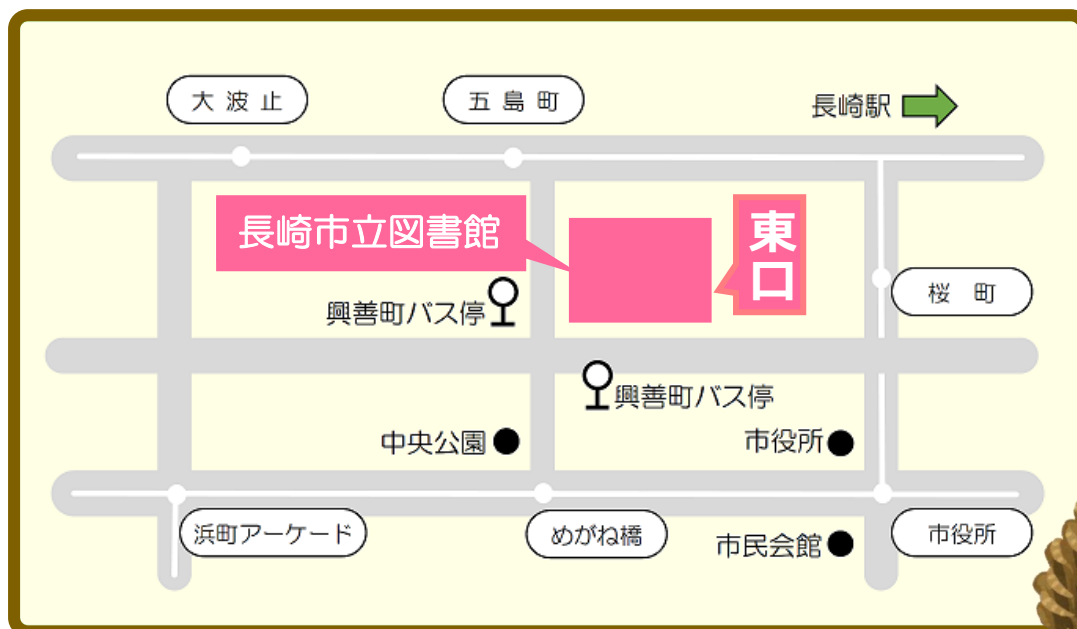 大波止
五島町
長崎駅
長崎市立図書館
東口
興善町バス停
桜町
興善町バス停
中央公園
市役所
浜町アーケード
めがね橋
市民会館
市役所